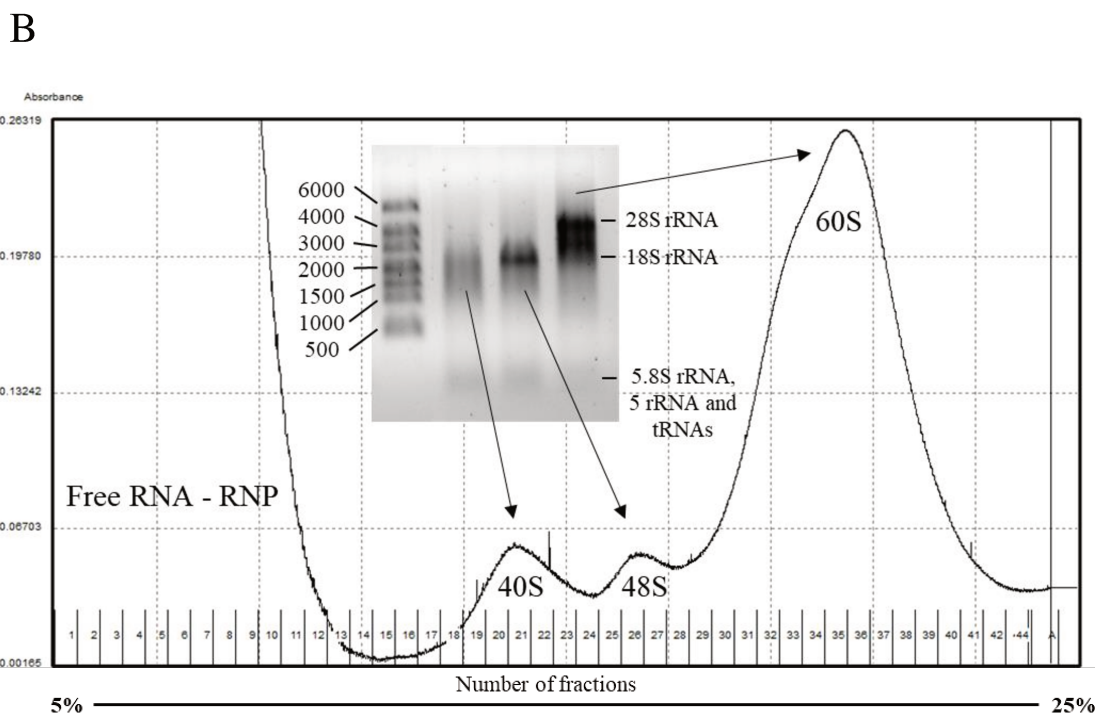 B
Absorbance
0.26319
0.19780
0.13242
0.06703
0.00165
6000
4000
3000
2000
1500
1000
500
28S rRNA
18S rRNA
5.8S rRNA,
5 rRNA and
tRNAs
60S
Free RNA - RNP
40S
48S
1 2 3 4 5 6 7 8 9 10 11 12 13 14 15 16 17 18 19 20 21 22 23 24 25 26 27 28 29 30 31 32 33 34 35 36 37 38 39 40 41 42 -44 A
Number of fractions
5%
25%